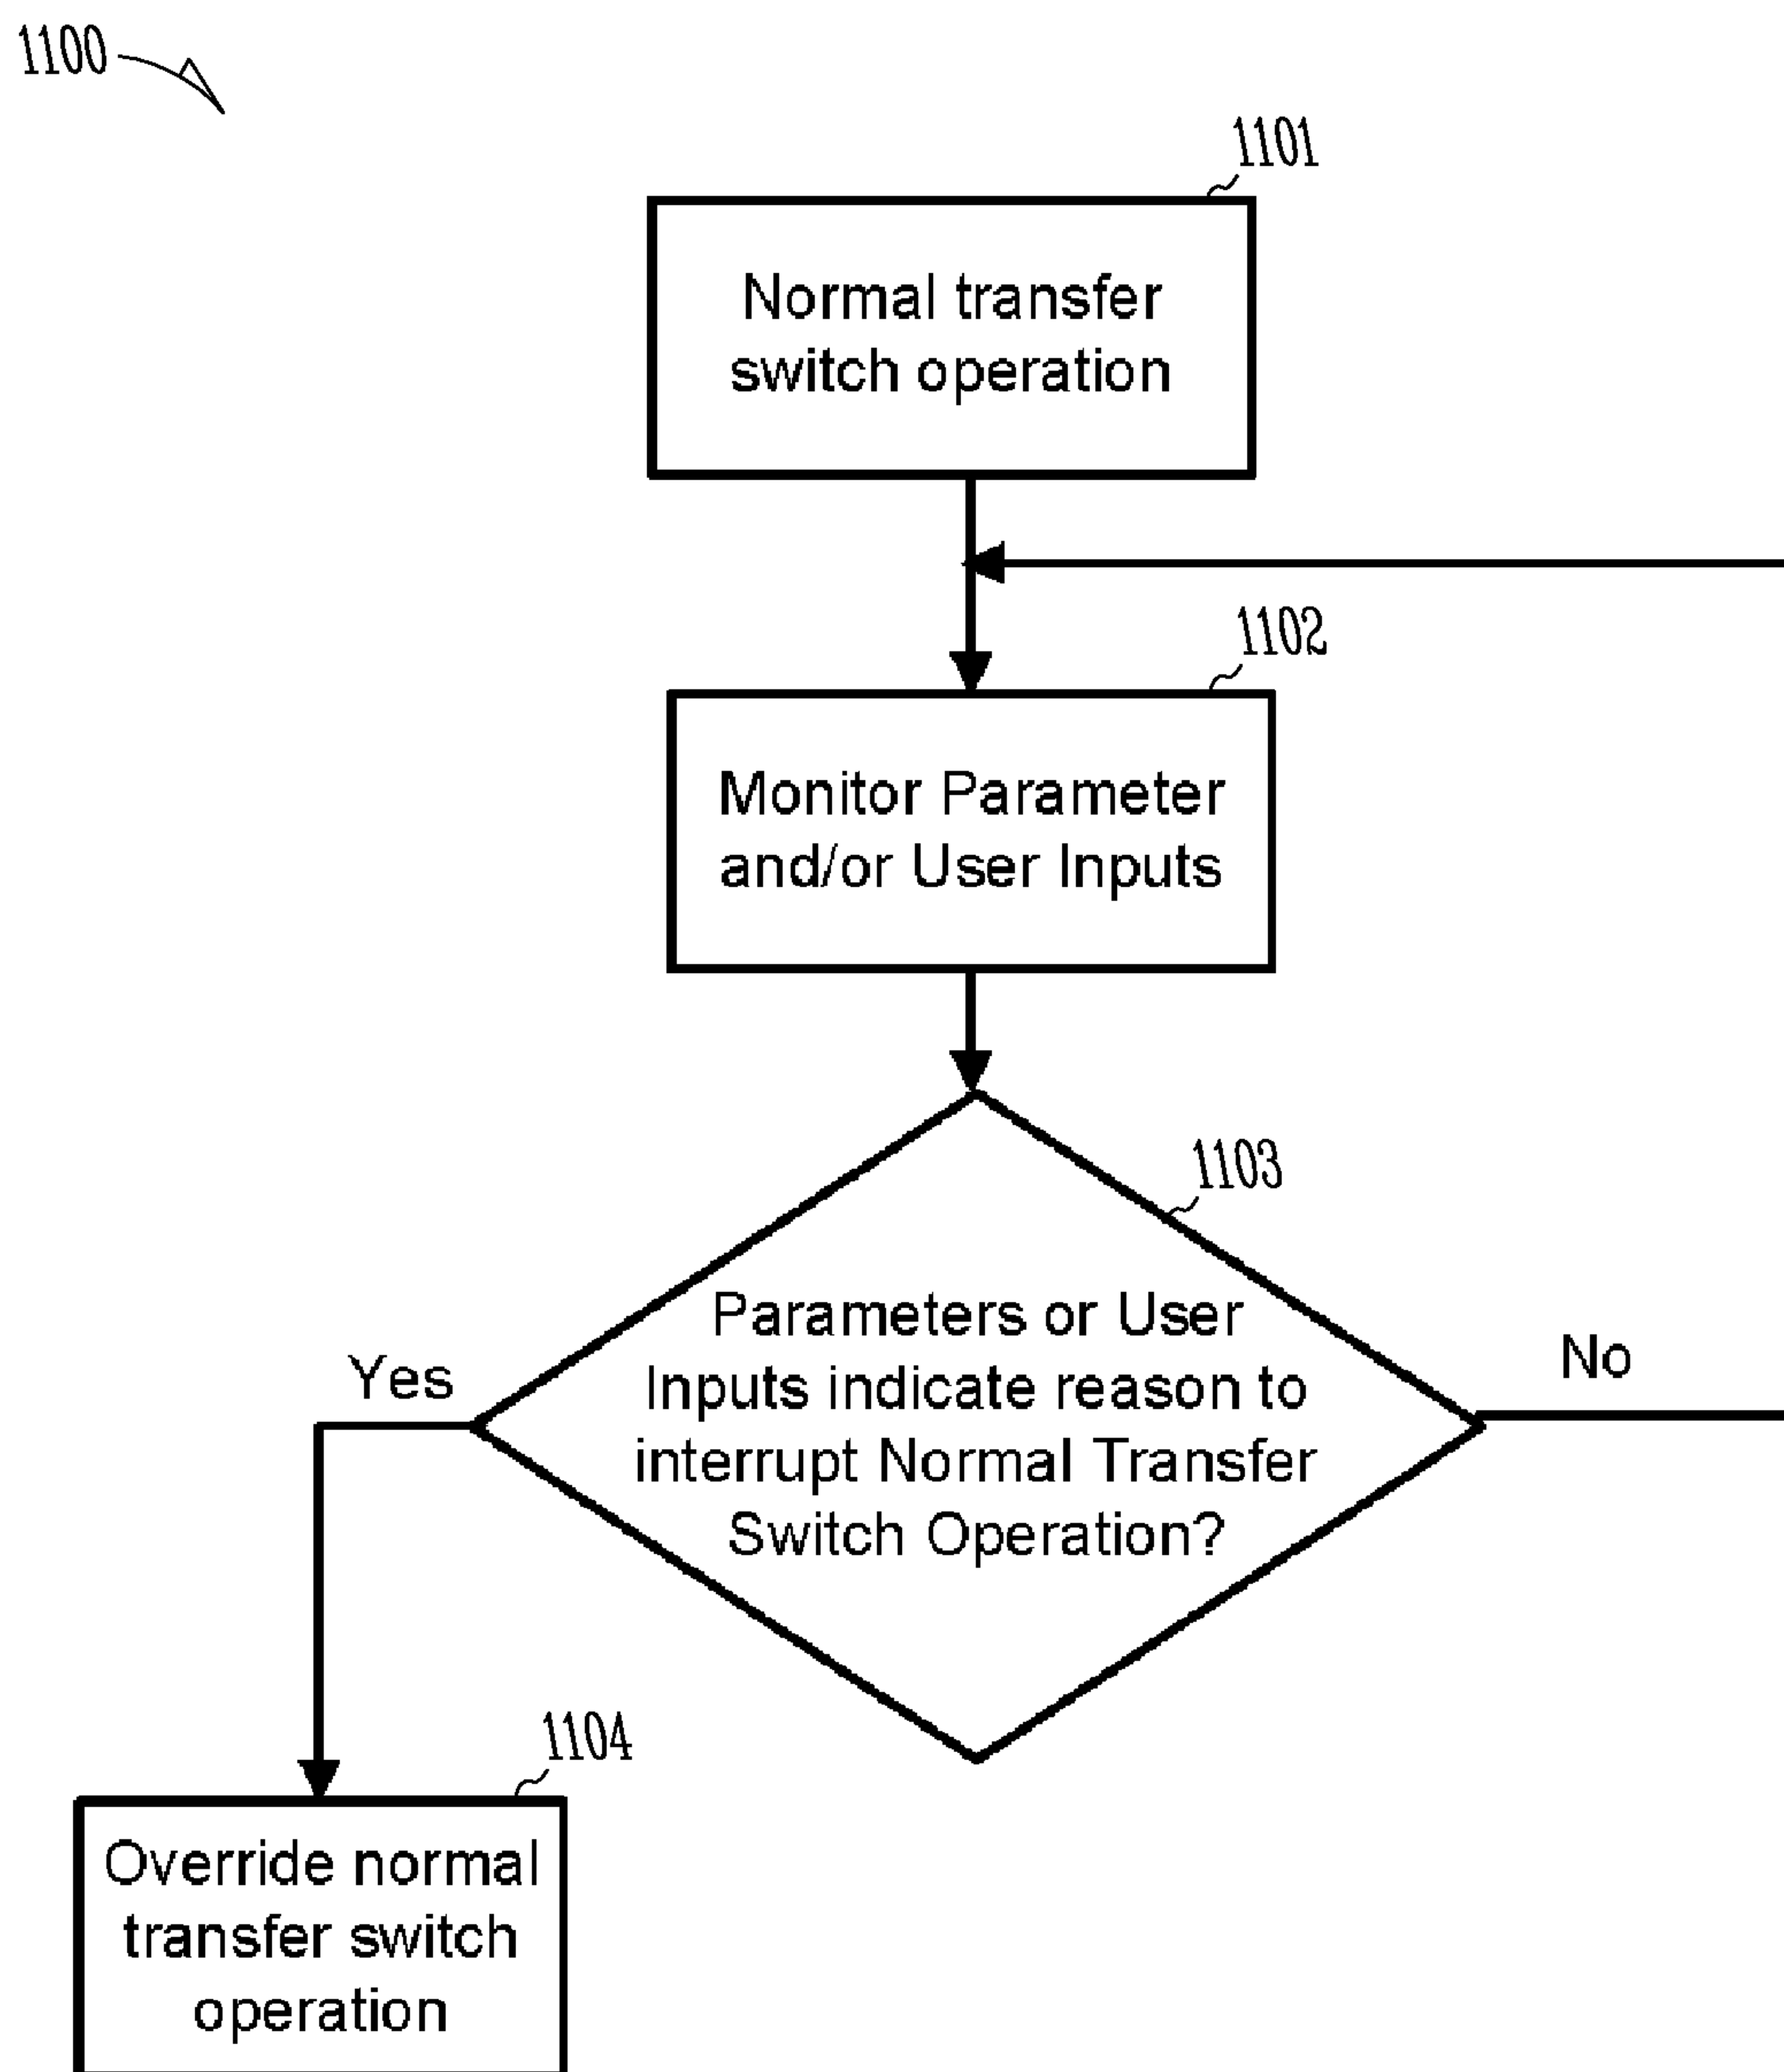 1100
1101
Normal transfer
switch operation
1102
Monitor Parameter
and/or User Inputs
1103
Parameters or User
Inputs indicate reason to
interrupt Normal Transfer
Switch Operation?
Yes
No
1104
Override normal
transfer switch
operation